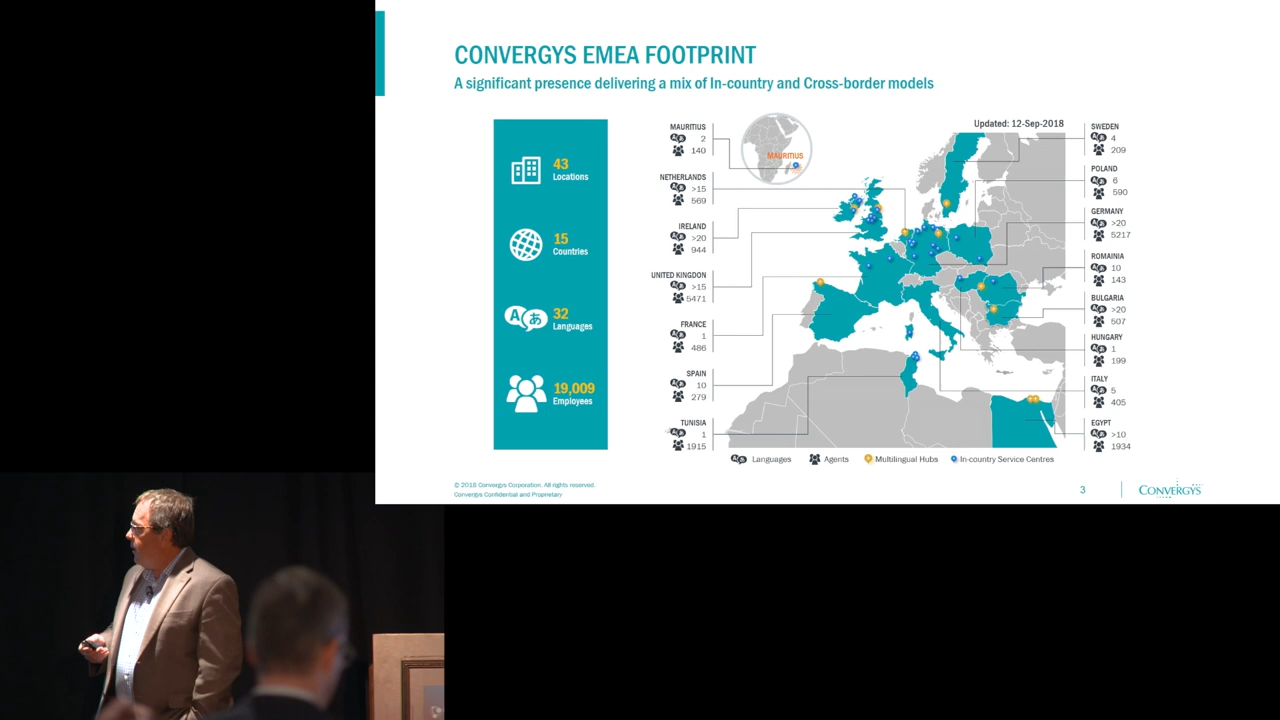 CONVERGYS EMEA FOOTPRINT
A significant presence delivering a mix of In-country and Cross-border models
43
Locations
15
Countries
32
Languages
19,009
Employees
Updated: 12-Sep-2018
MAURITIUS
2
140
NETHERLANDS
>15
569
IRELAND
>20
944
UNITED KINGDOM
>15
5471
FRANCE
1
486
SPAIN
10
279
TUNISIA
1
1915
MAURITIUS
SWEDEN
4
209
POLAND
6
590
GERMANY
>20
5217
ROMAINIA
10
143
BULGARIA
>20
507
HUNGARY
1
199
ITALY
5
405
EGYPT
>10
1934
Languages Agents Multilingual Hubs In-country Service Centres
© 2018 Convergys Corporation. All rights reserved.
Convergys Confidential and Proprietary
3
CONVERGYS